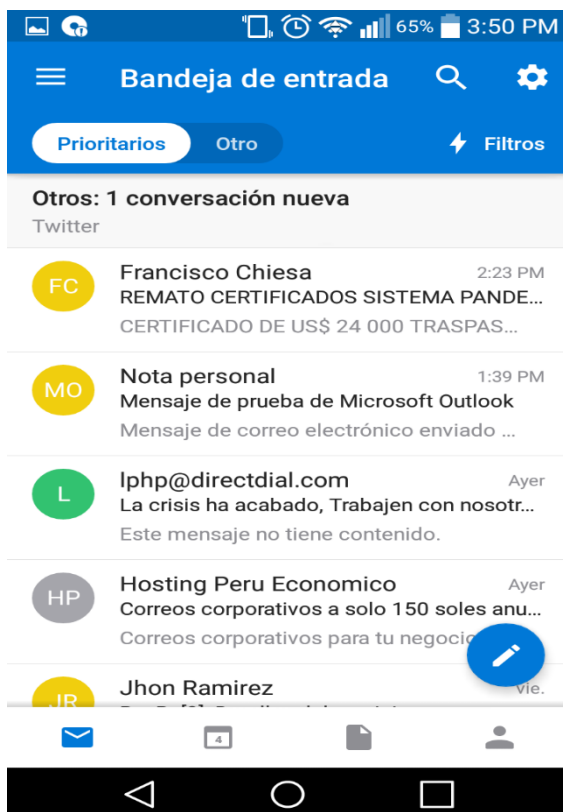 65% 3:50 PM
Bandeja de entrada
Prioritarios Otro Filtros
Otros: 1 conversación nueva
Twitter
FC Francisco Chiesa 2:23 PM
REMATO CERTIFICADOS SISTEMA PANDE...
CERTIFICADO DE US$ 24 000 TRASPAS...
MO Nota personal 1:39 PM
Mensaje de prueba de Microsoft Outlook
Mensaje de correo electrónico enviado ...
L lphp@directdial.com Ayer
La crisis ha acabado, Trabajen con nosotr...
Este mensaje no tiene contenido.
HP Hosting Peru Economico Ayer
Correos corporativos a solo 150 soles anu...
Correos corporativos para tu negocio
JR Jhon Ramirez vie.
4